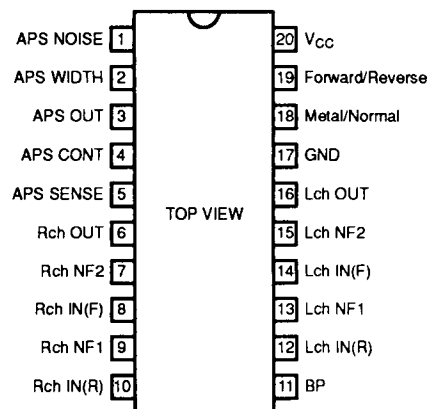 APS NOISE 1 20 VCC
APS WIDTH 2 19 Forward/Reverse
APS OUT 3 18 Metal/Normal
APS CONT 4 17 GND
APS SENSE 5 16 Lch OUT
TOP VIEW
Rch OUT 6 15 Lch NF2
Rch NF2 7 14 Lch IN(F)
Rch IN(F) 8 13 Lch NF1
Rch NF1 9 12 Lch IN(R)
Rch IN(R) 10 11 BP